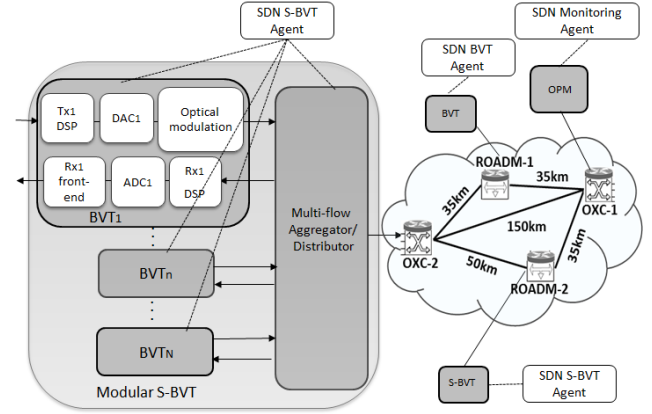 SDN S-BVT
Agent
SDN Monitoring
Agent
SDN BVT
Agent
OPM
BVT
Tx1
DSP
DAC1
Optical
modulation
Rx1
front-
end
ADC1
Rx1
DSP
BVT1
Multi-flow
Aggregator/
Distributor
BVTn
BVTN
Modular S-BVT
ROADM-1
35km
OXC-1
35km
150km
OXC-2
50km
35km
ROADM-2
S-BVT
SDN S-BVT
Agent